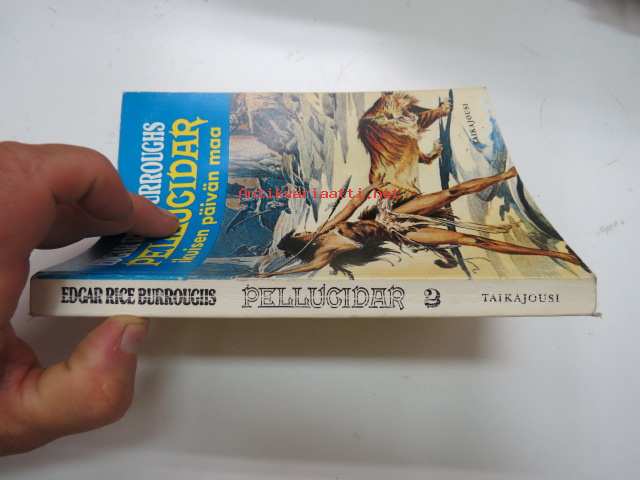 BURROUGHS
PELLUCIDAR
ikuisen päivän maa
TAIKAJOUSI
Antikvariaatti.net
EDGAR RICE BURROUGHS PELLUCIDAR 2 TAIKAJOUSI